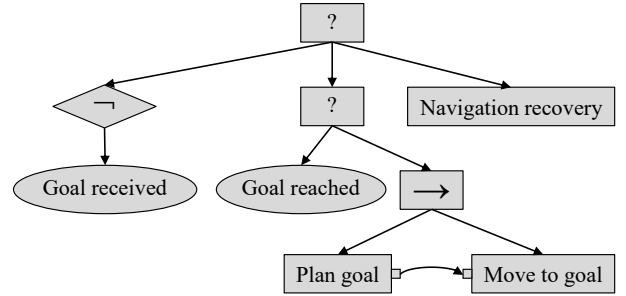 ?
¬
?
Navigation recovery
Goal received
Goal reached
→
Plan goal
Move to goal